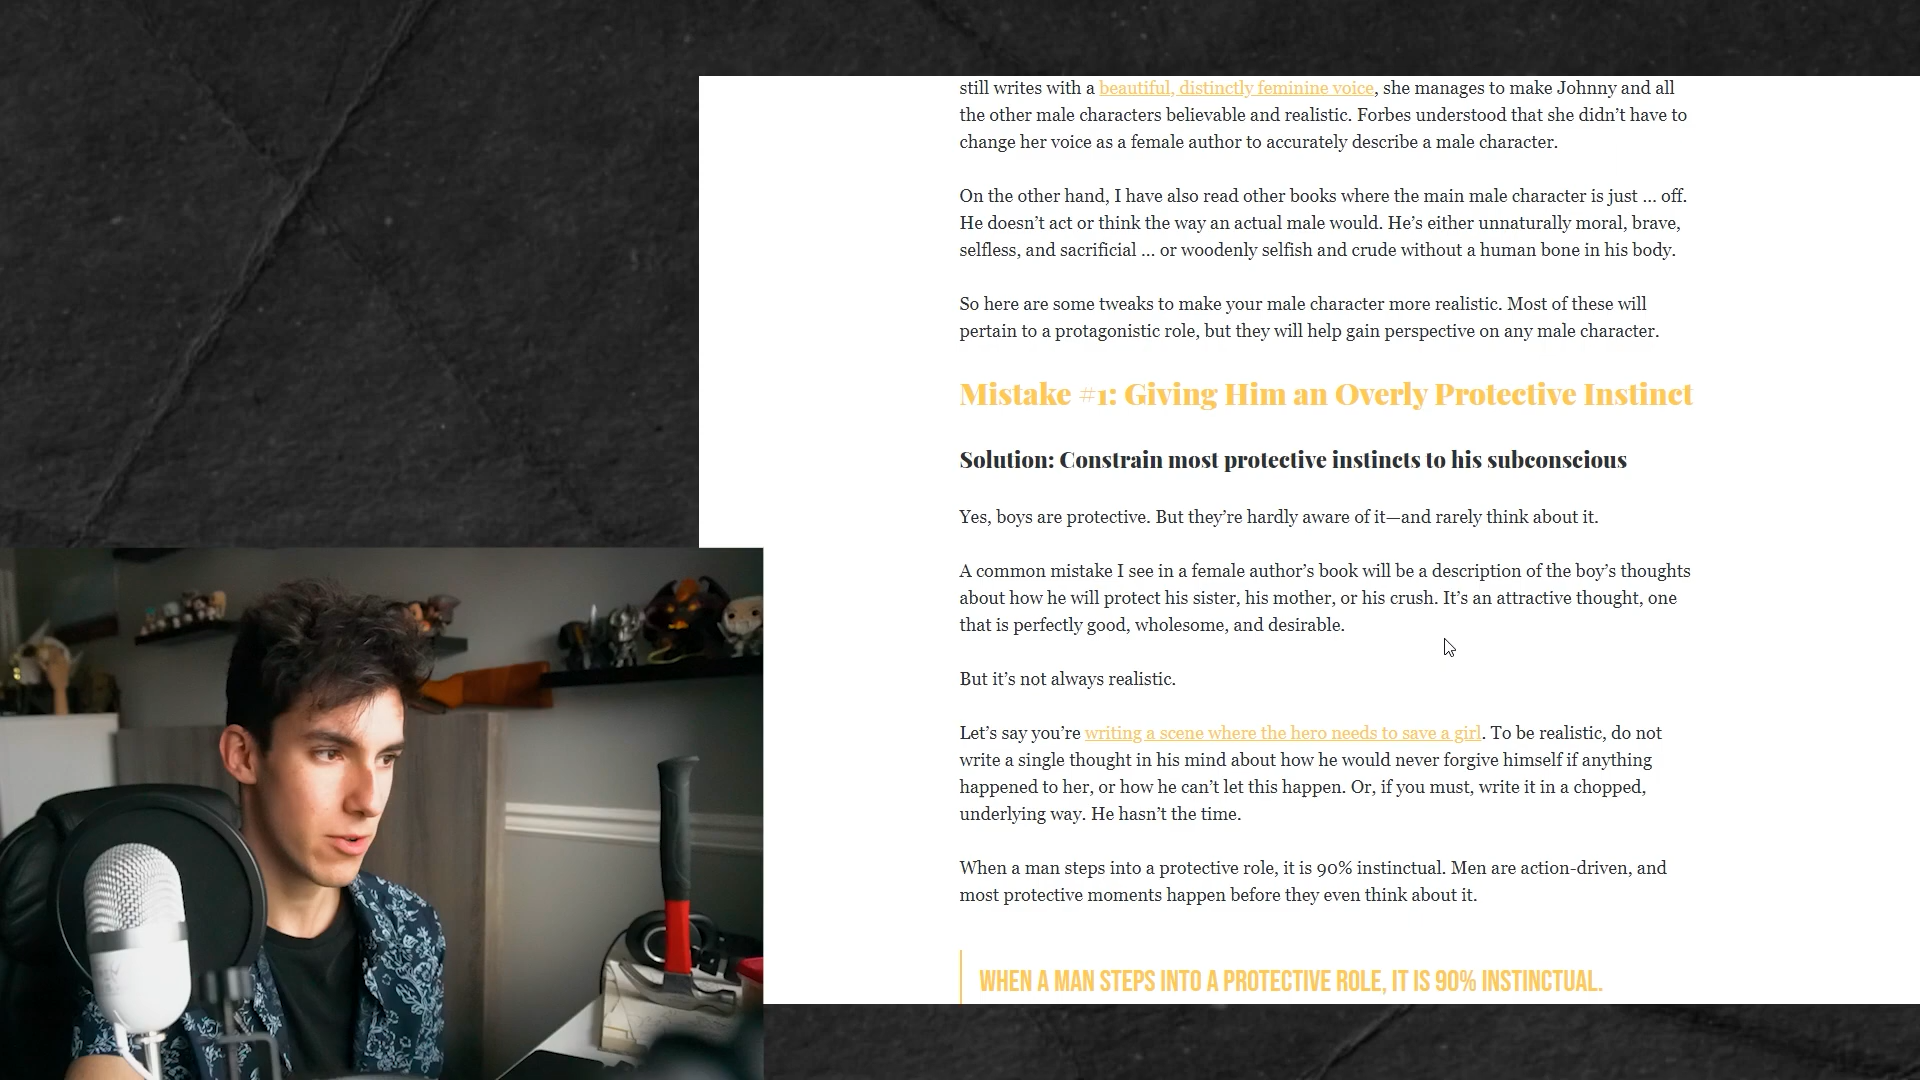 still writes with a beautiful, distinctly feminine voice, she manages to make Johnny and all
the other male characters believable and realistic. Forbes understood that she didn’t have to
change her voice as a female author to accurately describe a male character.
On the other hand, I have also read other books where the main male character is just … off.
He doesn’t act or think the way an actual male would. He’s either unnaturally moral, brave,
selfless, and sacrificial … or woodenly selfish and crude without a human bone in his body.
So here are some tweaks to make your male character more realistic. Most of these will
pertain to a protagonistic role, but they will help gain perspective on any male character.
Mistake #1: Giving Him an Overly Protective Instinct
Solution: Constrain most protective instincts to his subconscious
Yes, boys are protective. But they’re hardly aware of it—and rarely think about it.
A common mistake I see in a female author’s book will be a description of the boy’s thoughts
about how he will protect his sister, his mother, or his crush. It’s an attractive thought, one
that is perfectly good, wholesome, and desirable.
But it’s not always realistic.
Let’s say you’re writing a scene where the hero needs to save a girl. To be realistic, do not
write a single thought in his mind about how he would never forgive himself if anything
happened to her, or how he can’t let this happen. Or, if you must, write it in a chopped,
underlying way. He hasn’t the time.
When a man steps into a protective role, it is 90% instinctual. Men are action-driven, and
most protective moments happen before they even think about it.
WHEN A MAN STEPS INTO A PROTECTIVE ROLE, IT IS 90% INSTINCTUAL.